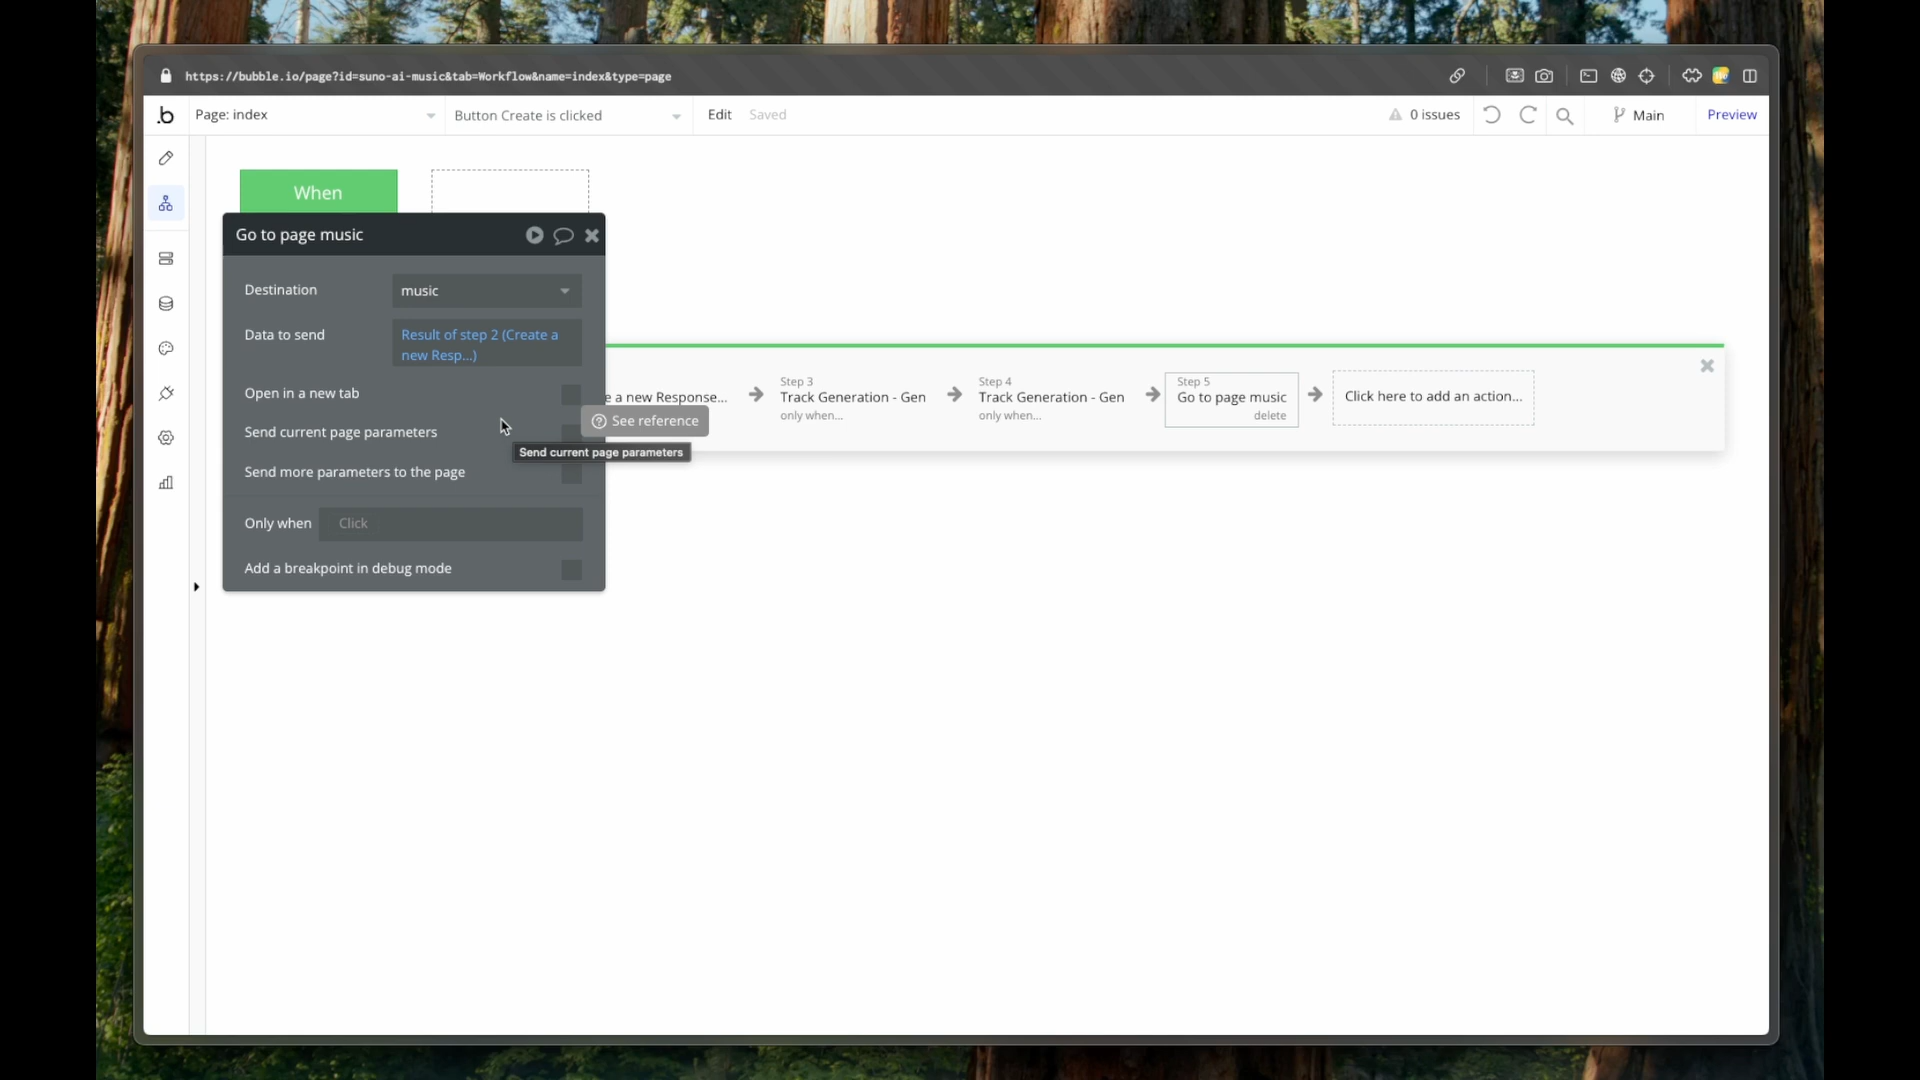 https://bubble.io/page?id=suno-ai-music&tab=Workflow&name=index&type=page
.b
Page: index
Button Create is clicked
Edit
Saved
0 issues
Main
Preview
When
Go to page music
Destination
music
Data to send
Result of step 2 (Create a
new Resp...)
Open in a new tab
Send current page parameters
See reference
Send current page parameters
Send more parameters to the page
Only when
Click
Add a breakpoint in debug mode
e a new Response...
Step 3
Track Generation - Gen
only when...
Step 4
Track Generation - Gen
only when...
Step 5
Go to page music
delete
Click here to add an action...